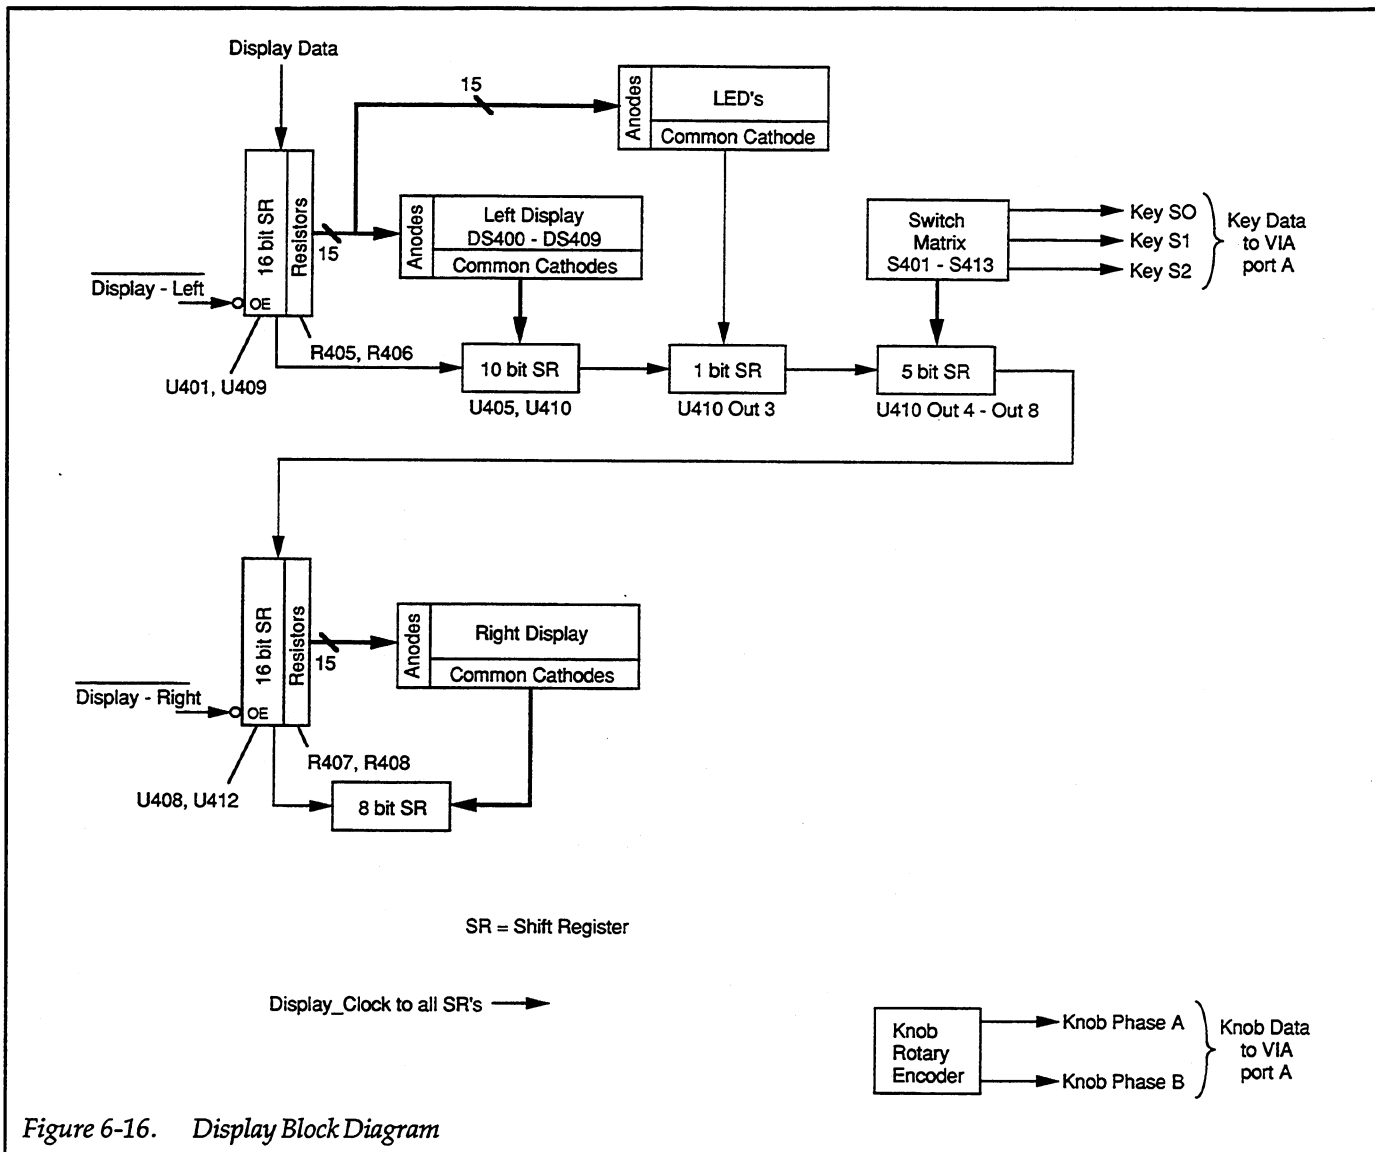 Display Data
15
Anodes
LED's
Common Cathode
16 bit SR
Resistors
15
Anodes
Left Display
DS400 - DS409
Common Cathodes
Switch
Matrix
S401 - S413
Key SO
Key S1
Key S2
Key Data
to VIA
port A
Display - Left
OE
R405, R406
U401, U409
10 bit SR
U405, U410
1 bit SR
U410 Out 3
5 bit SR
U410 Out 4 - Out 8
16 bit SR
Resistors
15
Anodes
Right Display
Common Cathodes
Display - Right
OE
R407, R408
U408, U412
8 bit SR
SR = Shift Register
Display_Clock to all SR's
Knob
Rotary
Encoder
Knob Phase A
Knob Phase B
Knob Data
to VIA
port A
Figure 6-16. Display Block Diagram